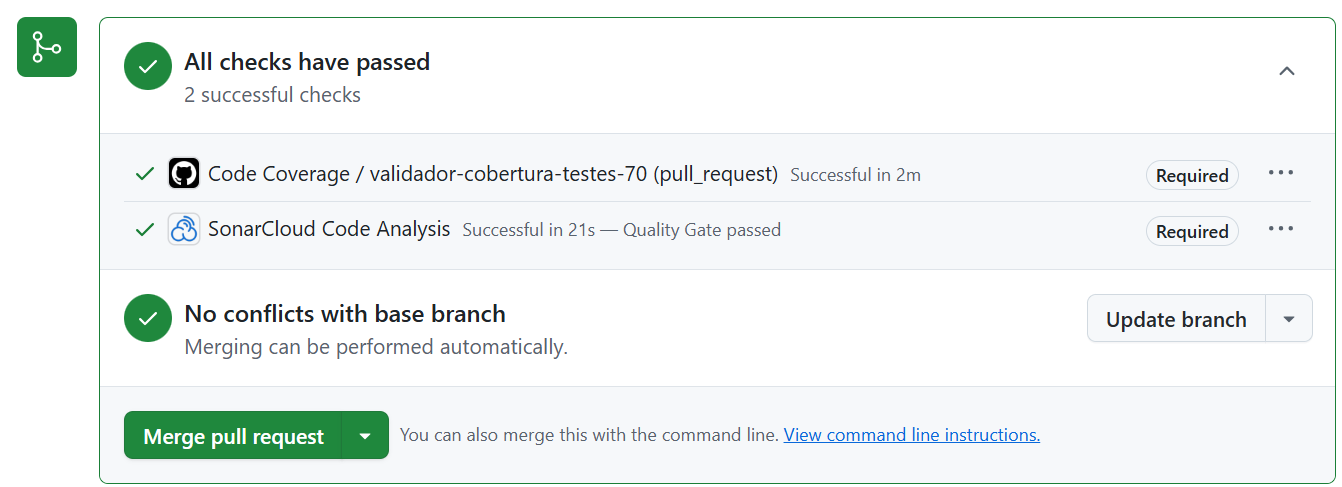 All checks have passed
2 successful checks
Code Coverage / validador-cobertura-testes-70 (pull_request) Successful in 2m Required
SonarCloud Code Analysis Successful in 21s — Quality Gate passed Required
No conflicts with base branch
Merging can be performed automatically.
Update branch
Merge pull request You can also merge this with the command line. View command line instructions.